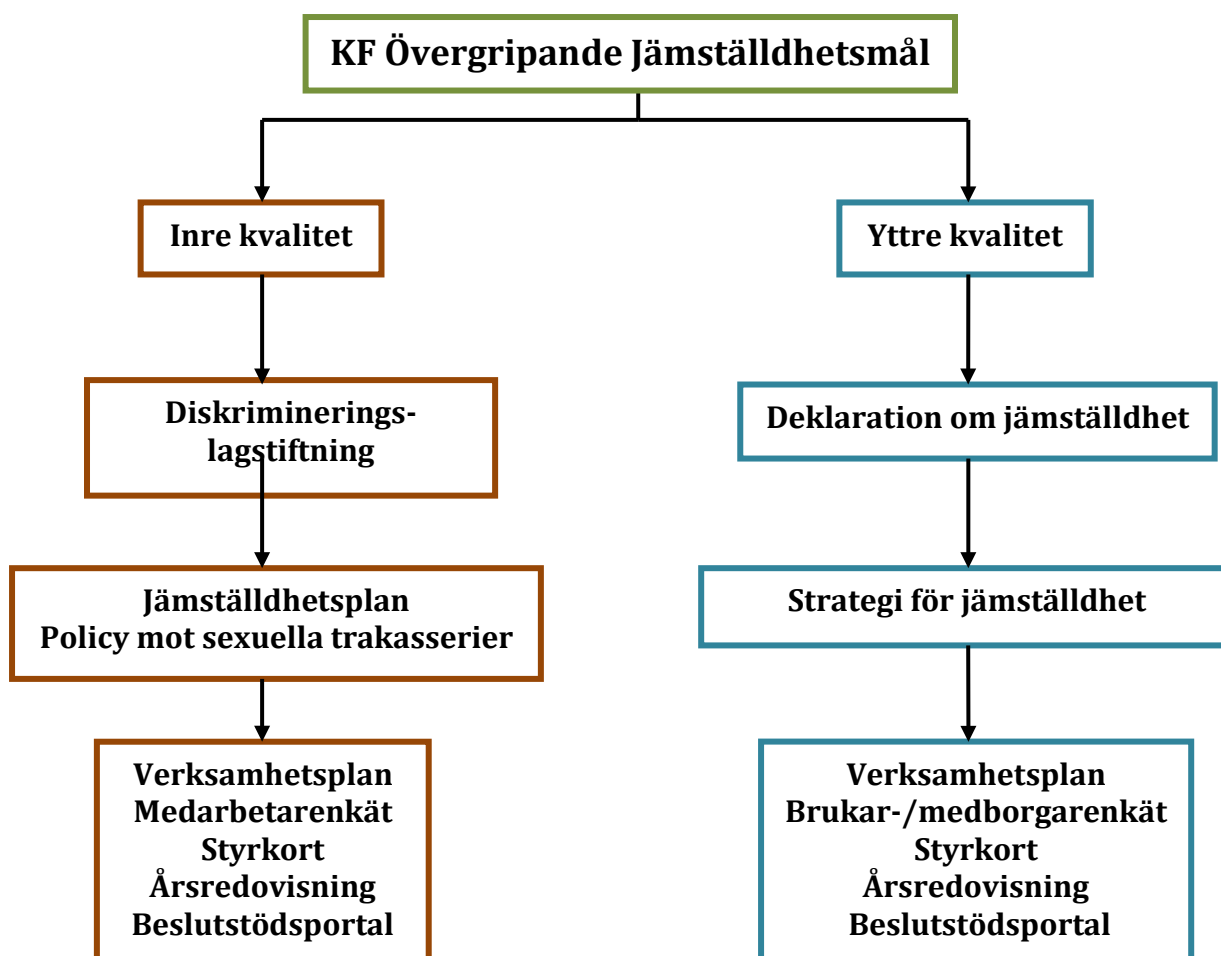 KF Övergripande Jämställdhetsmål
Inre kvalitet
Yttre kvalitet
Diskriminerings-
lagstiftning
Deklaration om jämställdhet
Jämställdhetsplan
Policy mot sexuella trakasserier
Strategi för jämställdhet
Verksamhetsplan
Medarbetarenkät
Styrkort
Årsredovisning
Beslutstödsportal
Verksamhetsplan
Brukar-/medborgarenkät
Styrkort
Årsredovisning
Beslutstödsportal